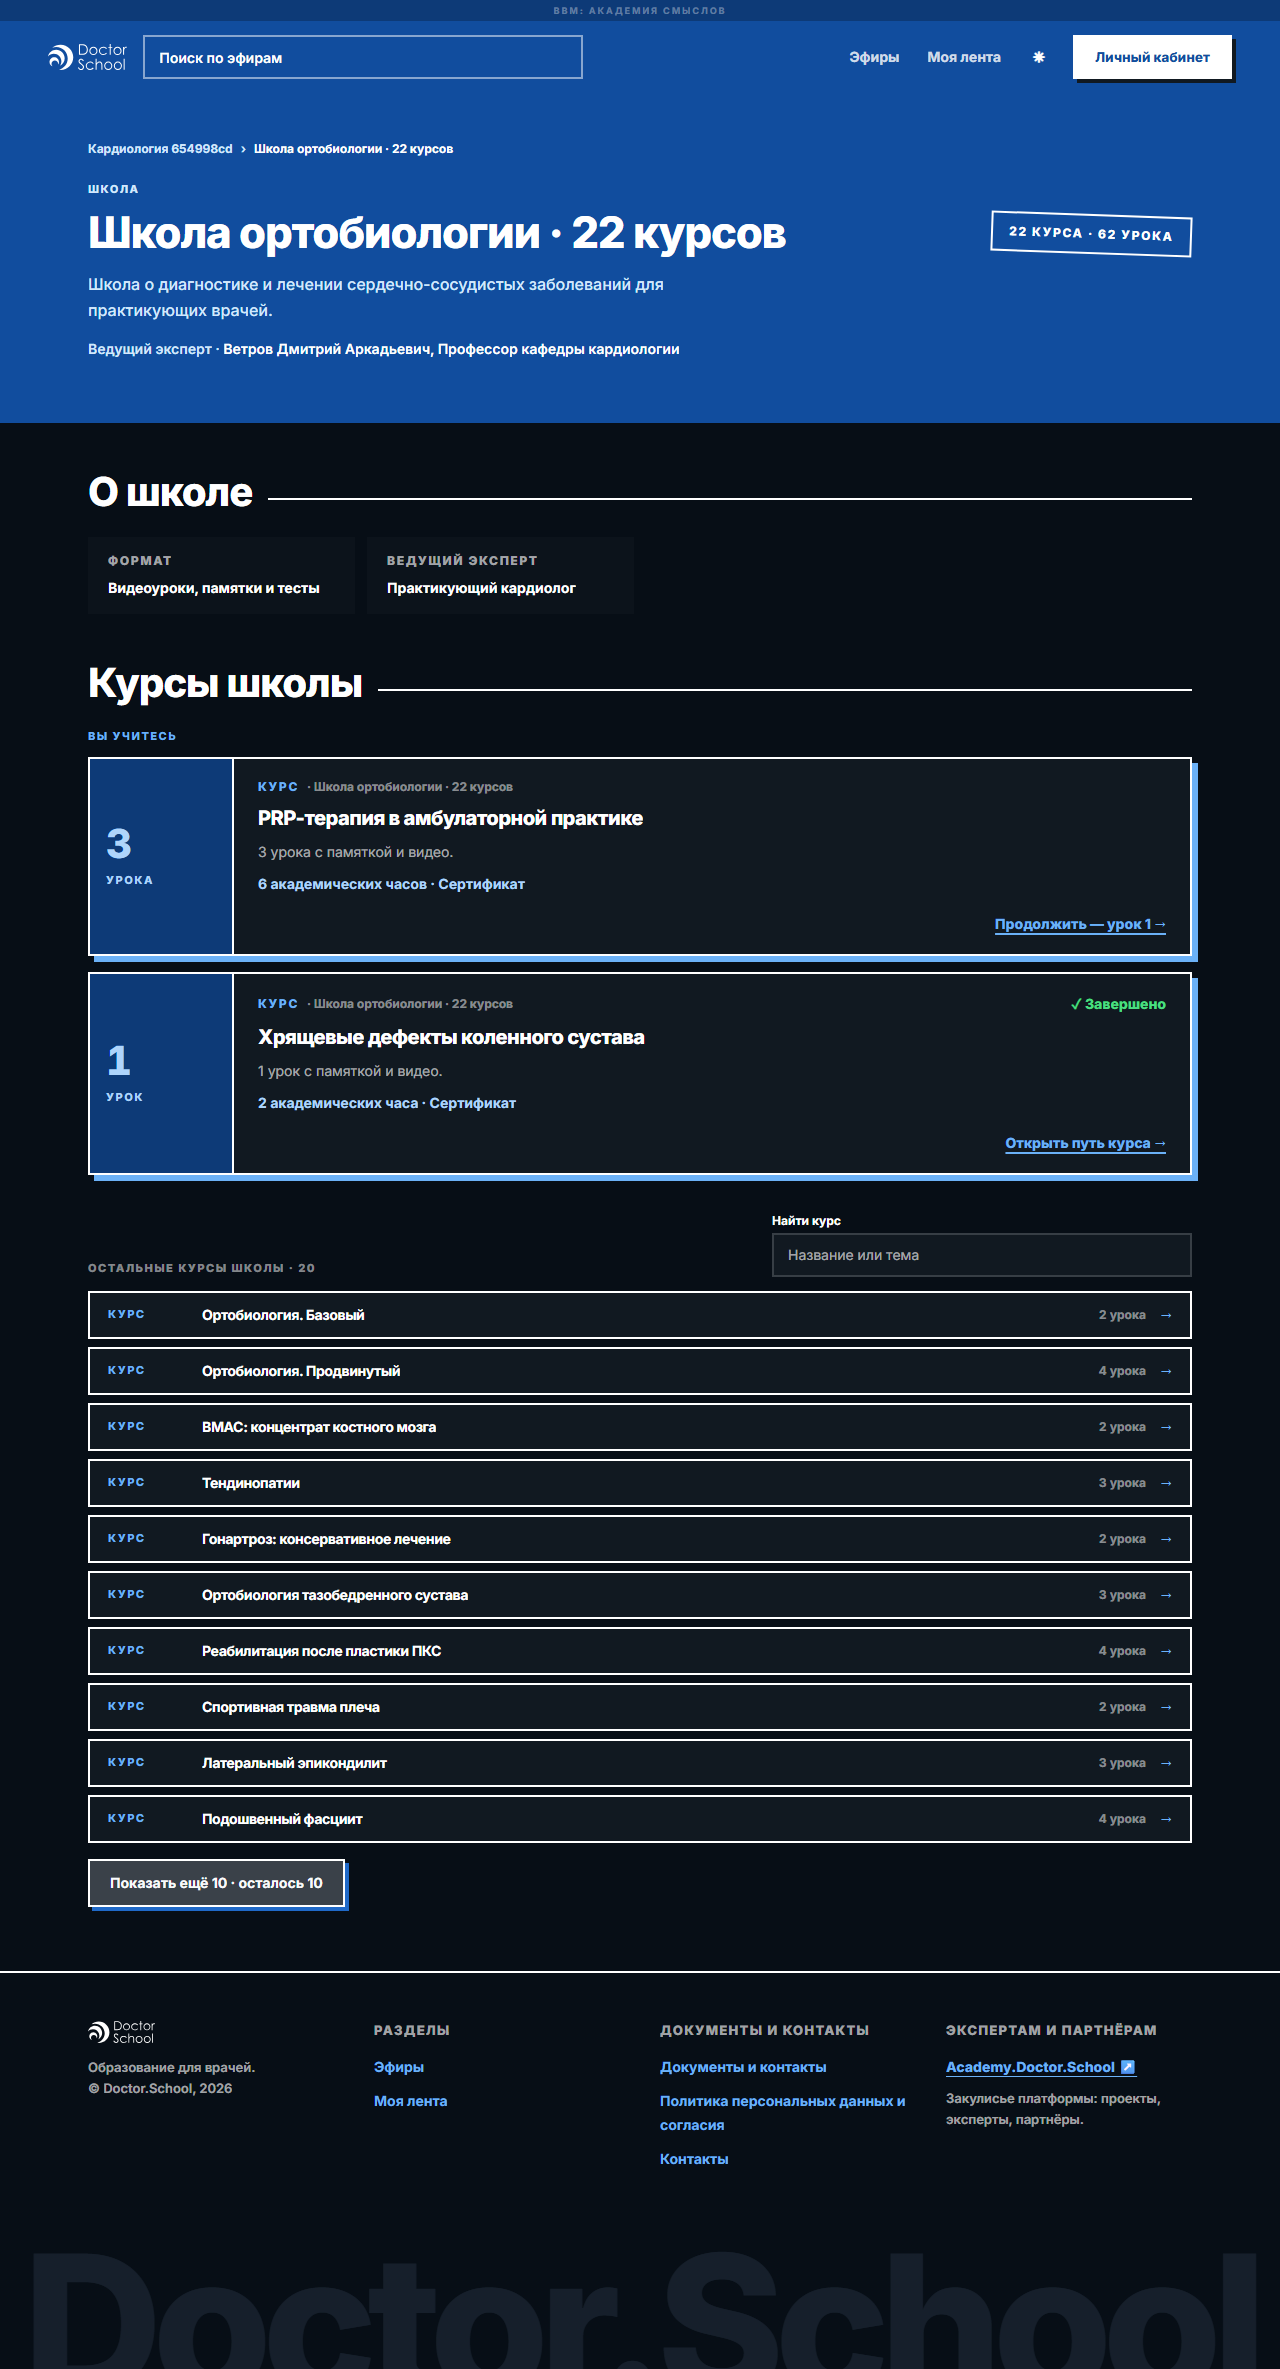 ВВМ: АКАДЕМИЯ СМЫСЛОВ
Doctor School
Поиск по эфирам
Эфиры
Моя лента
Личный кабинет
Кардиология 654998cd › Школа ортобиологии · 22 курсов
ШКОЛА
Школа ортобиологии · 22 курсов
22 КУРСА · 62 УРОКА
Школа о диагностике и лечении сердечно-сосудистых заболеваний для
практикующих врачей.
Ведущий эксперт · Ветров Дмитрий Аркадьевич, Профессор кафедры кардиологии
О школе
ФОРМАТ
Видеоуроки, памятки и тесты
ВЕДУЩИЙ ЭКСПЕРТ
Практикующий кардиолог
Курсы школы
ВЫ УЧИТЕСЬ
3
УРОКА
КУРС · Школа ортобиологии · 22 курсов
PRP-терапия в амбулаторной практике
3 урока с памяткой и видео.
6 академических часов · Сертификат
Продолжить — урок 1 →
1
УРОК
КУРС · Школа ортобиологии · 22 курсов
✓ Завершено
Хрящевые дефекты коленного сустава
1 урок с памяткой и видео.
2 академических часа · Сертификат
Открыть путь курса →
Найти курс
ОСТАЛЬНЫЕ КУРСЫ ШКОЛЫ · 20
Название или тема
КУРС Ортобиология. Базовый 2 урока →
КУРС Ортобиология. Продвинутый 4 урока →
КУРС BMAC: концентрат костного мозга 2 урока →
КУРС Тендинопатии 3 урока →
КУРС Гонартроз: консервативное лечение 2 урока →
КУРС Ортобиология тазобедренного сустава 3 урока →
КУРС Реабилитация после пластики ПКС 4 урока →
КУРС Спортивная травма плеча 2 урока →
КУРС Латеральный эпикондилит 3 урока →
КУРС Подошвенный фасциит 4 урока →
Показать ещё 10 · осталось 10
Doctor School
Образование для врачей.
© Doctor.School, 2026
РАЗДЕЛЫ
Эфиры
Моя лента
ДОКУМЕНТЫ И КОНТАКТЫ
Документы и контакты
Политика персональных данных и
согласия
Контакты
ЭКСПЕРТАМ И ПАРТНЁРАМ
Academy.Doctor.School ↗
Закулисье платформы: проекты,
эксперты, партнёры.
Doctor.School